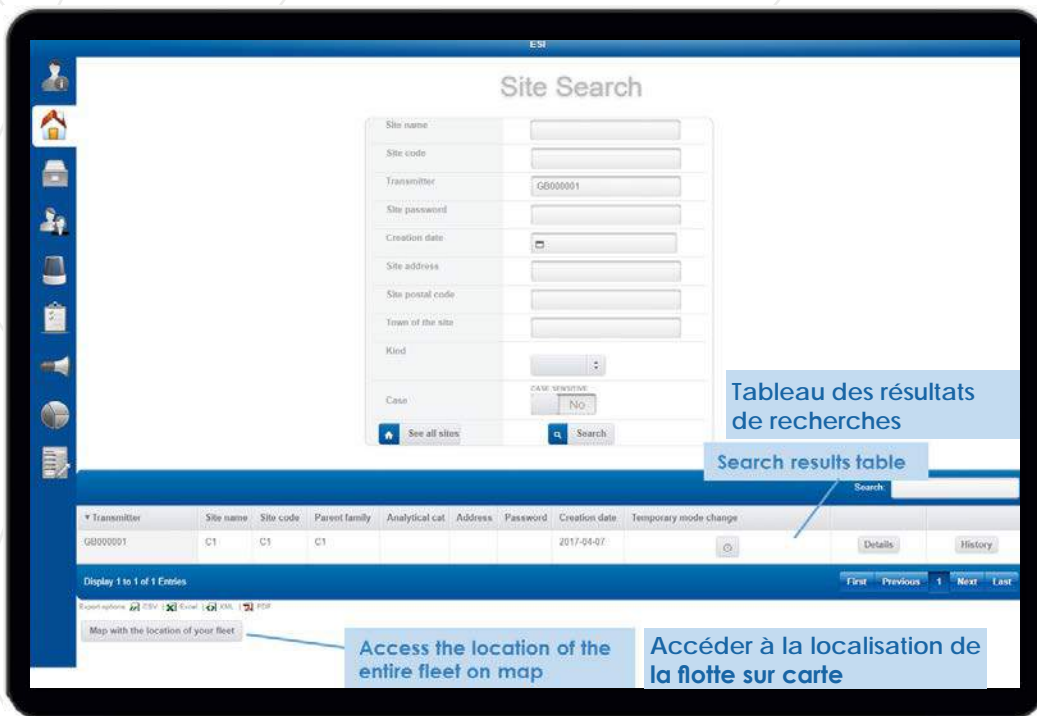 ESI
Site Search
Site name
Site code
Transmitter
GB000001
Site password
Creation date
Site address
Site postal code
Town of the site
Kind
CASE SENSITIVE
Case
No
See all sites
Search
Tableau des résultats
de recherches
Search results table
Search:
Transmitter Site name Site code Parent family Analytical cat Address Password Creation date Temporary mode change
GB000001 C1 C1 C1 2017-04-07 Details History
Display 1 to 1 of 1 Entries
First Previous 1 Next Last
Export options CSV | Excel | XML | PDF
Map with the location of your fleet
Access the location of the
entire fleet on map
Accéder à la localisation de
la flotte sur carte